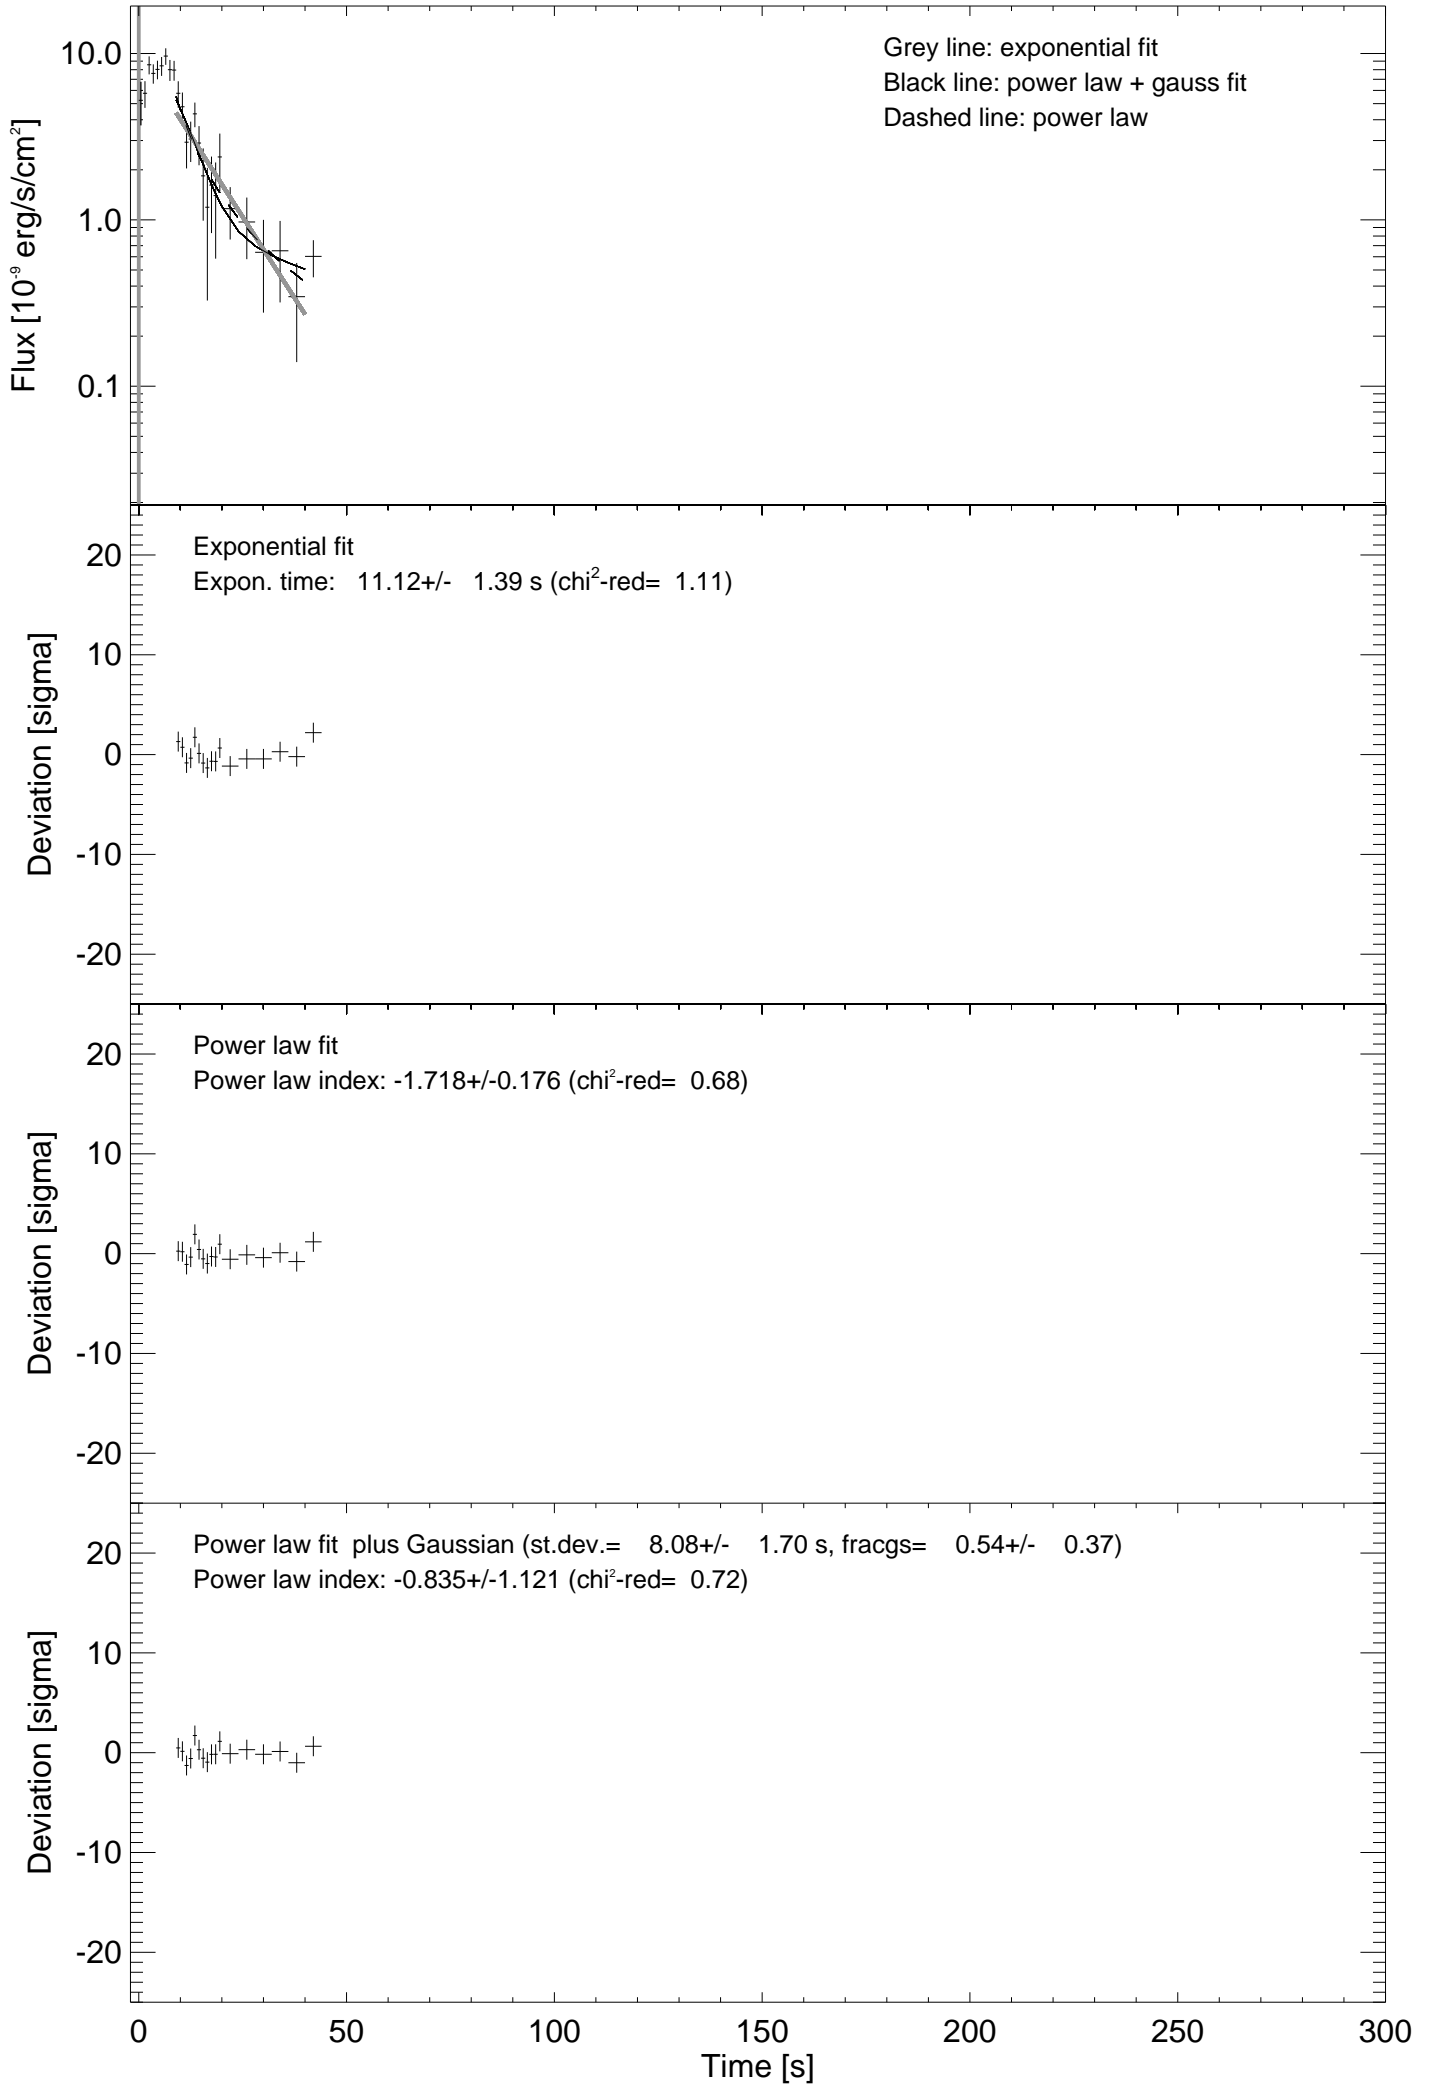 Grey line: exponential fit
Black line: power law + gauss fit
Dashed line: power law
10.0
1.0
0.1
Flux [10⁻⁹ erg/s/cm²]
Exponential fit
Expon. time: 11.12+/- 1.39 s (chi²-red= 1.11)
20
10
0
-10
-20
Deviation [sigma]
Power law fit
Power law index: -1.718+/-0.176 (chi²-red= 0.68)
20
10
0
-10
-20
Deviation [sigma]
Power law fit plus Gaussian (st.dev.= 8.08+/- 1.70 s, fracgs= 0.54+/- 0.37)
Power law index: -0.835+/-1.121 (chi²-red= 0.72)
20
10
0
-10
-20
Deviation [sigma]
0 50 100 150 200 250 300
Time [s]